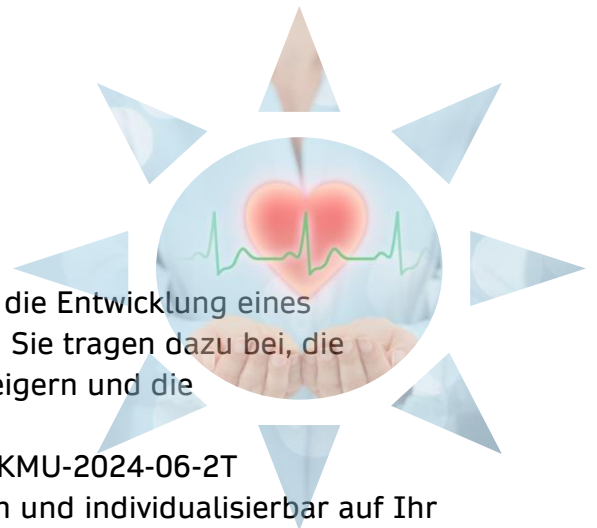 die Entwicklung eines
Sie tragen dazu bei, die
eigern und die
KMU-2024-06-2T
n und individualisierbar auf Ihr